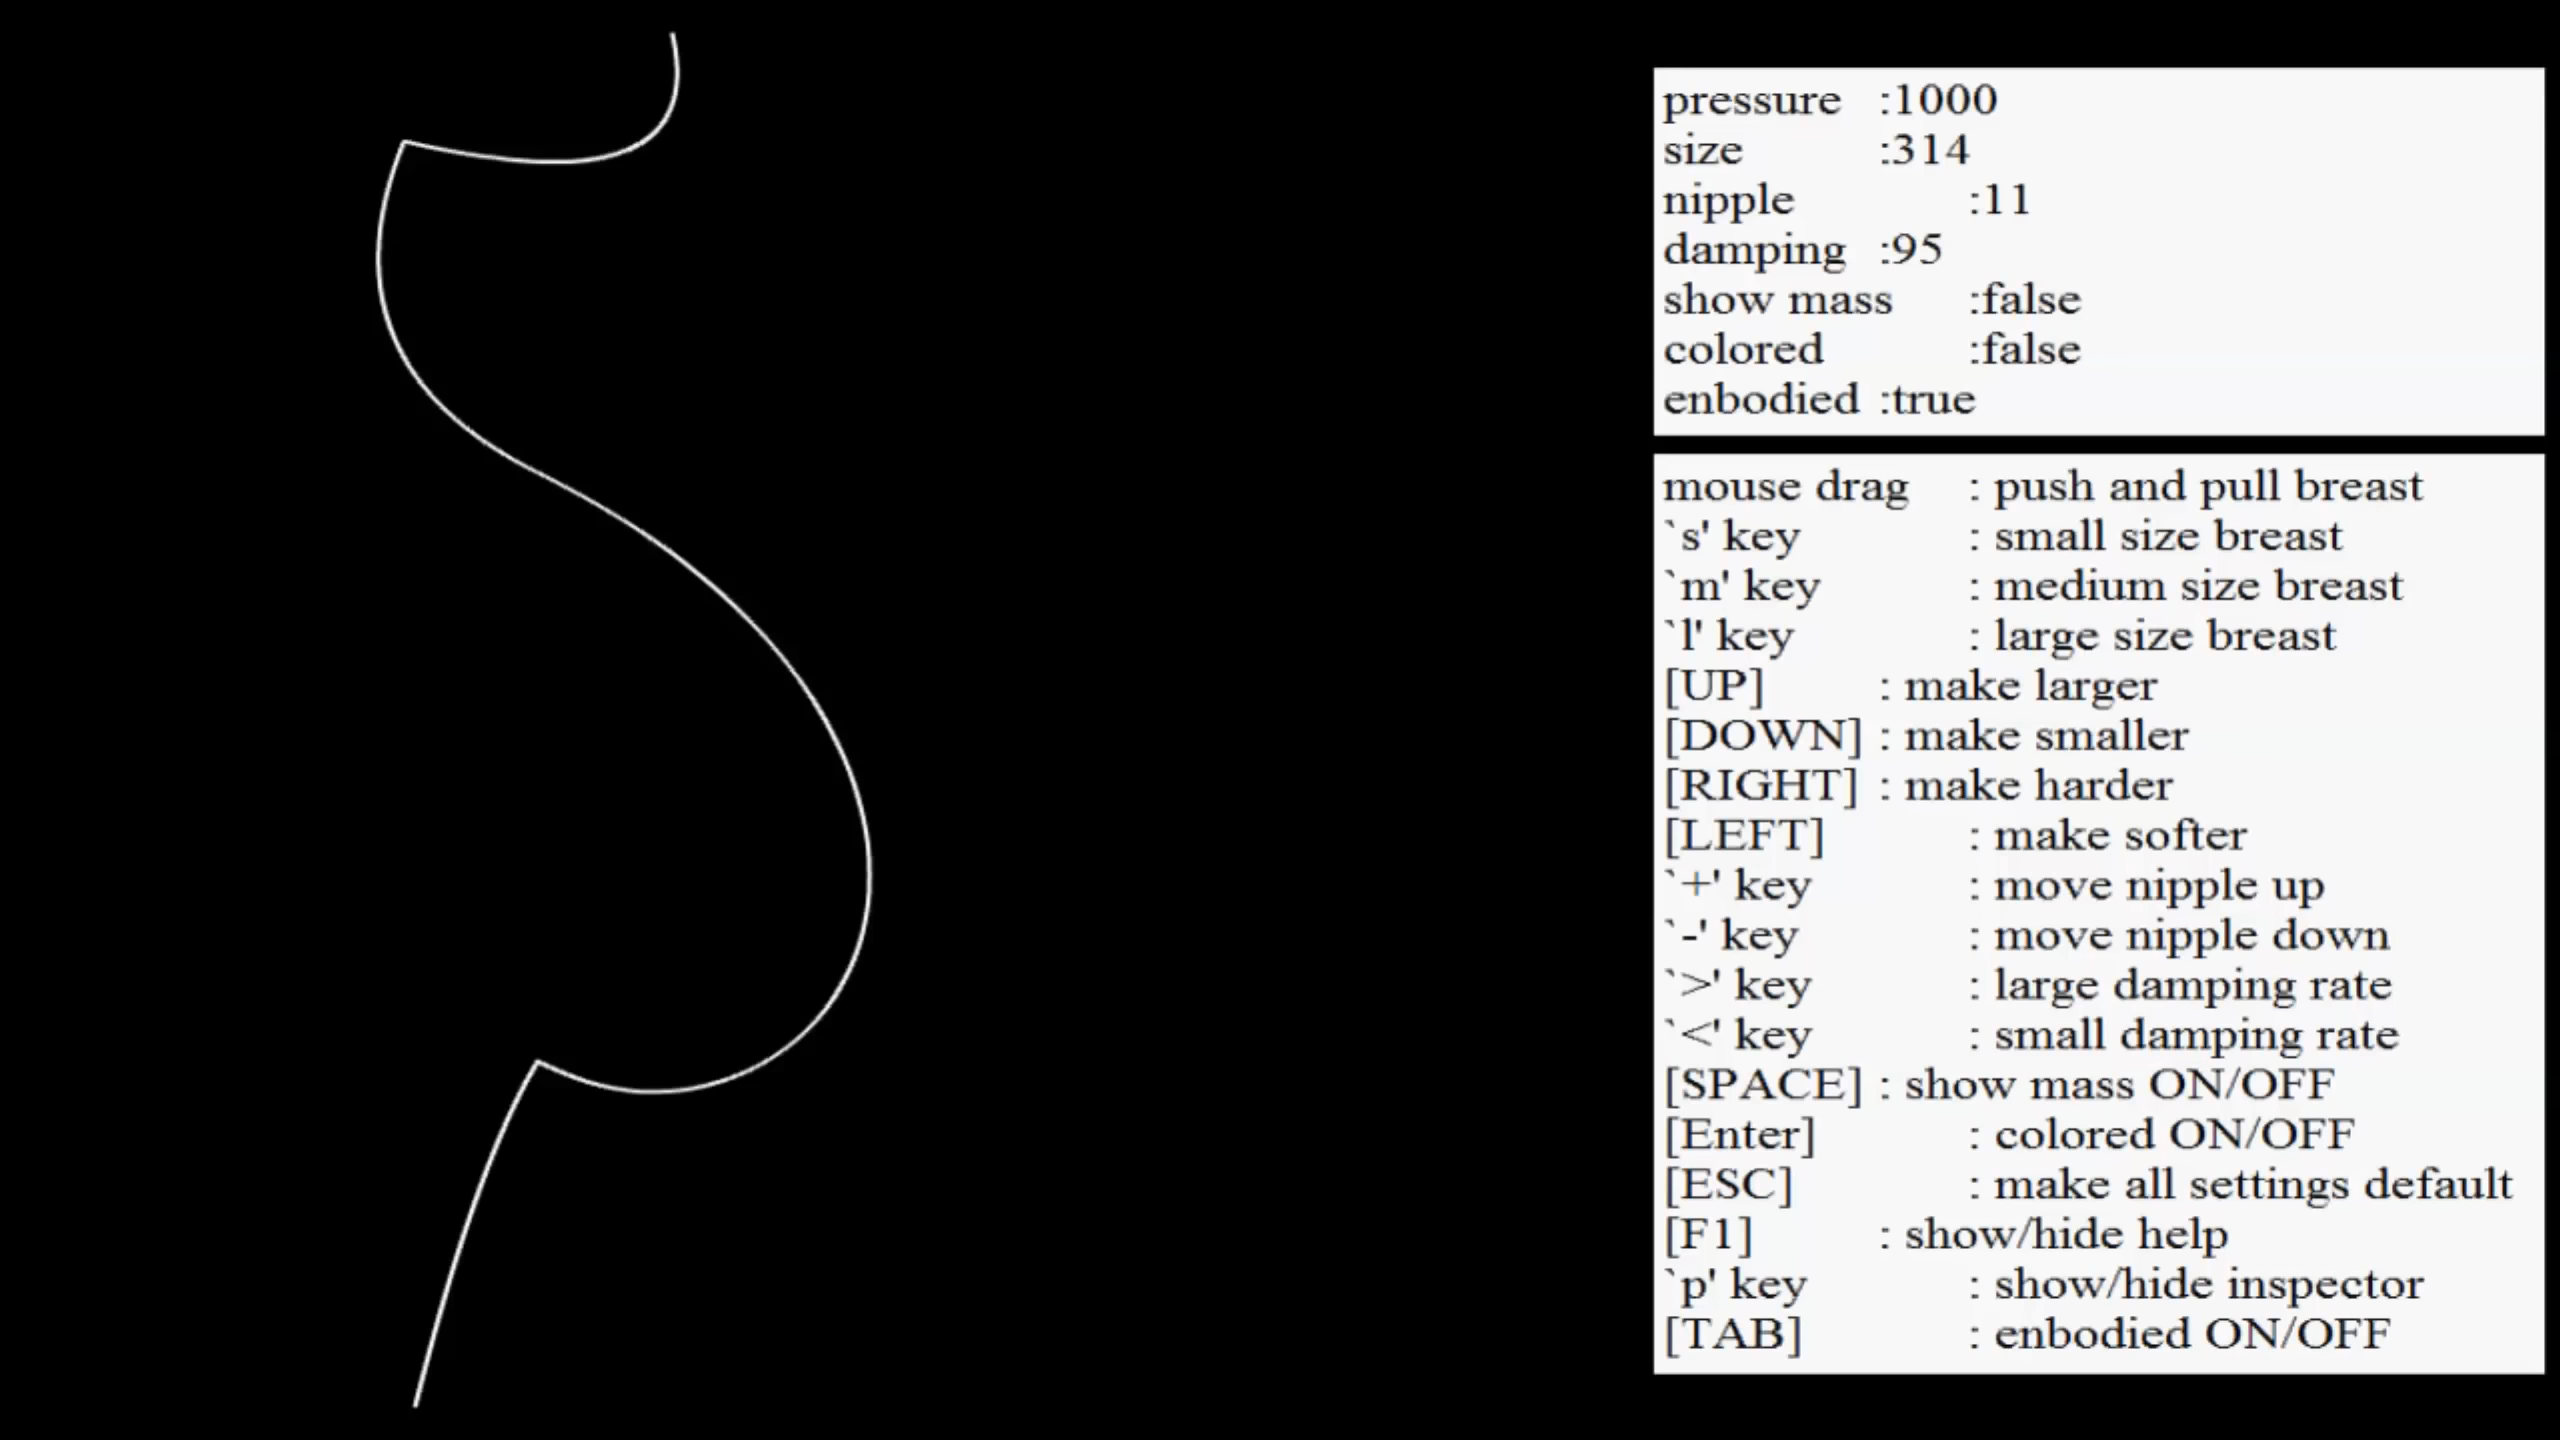 pressure :1000
size :314
nipple :11
damping :95
show mass :false
colored :false
enbodied :true
mouse drag : push and pull breast
`s' key : small size breast
`m' key : medium size breast
`l' key : large size breast
[UP] : make larger
[DOWN] : make smaller
[RIGHT] : make harder
[LEFT] : make softer
`+' key : move nipple up
`-' key : move nipple down
`>' key : large damping rate
`<' key : small damping rate
[SPACE] : show mass ON/OFF
[Enter] : colored ON/OFF
[ESC] : make all settings default
[F1] : show/hide help
`p' key : show/hide inspector
[TAB] : enbodied ON/OFF